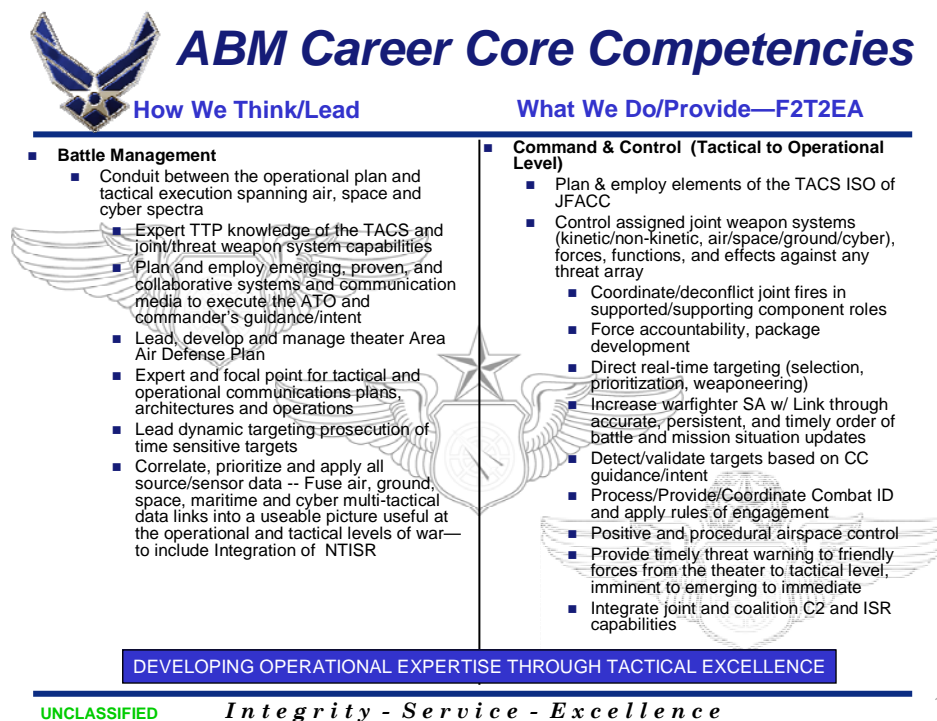 ABM Career Core Competencies
How We Think/Lead
What We Do/Provide—F2T2EA
Battle Management
Conduit between the operational plan and
tactical execution spanning air, space and
cyber spectra
Expert TTP knowledge of the TACS and
joint/threat weapon system capabilities
Plan and employ emerging, proven, and
collaborative systems and communication
media to execute the ATO and
commander's guidance/intent
Lead, develop and manage theater Area
Air Defense Plan
Expert and focal point for tactical and
operational communications plans,
architectures and operations
Lead dynamic targeting prosecution of
time sensitive targets
Correlate, prioritize and apply all
source/sensor data -- Fuse air, ground,
space, maritime and cyber multi-tactical
data links into a useable picture useful at
the operational and tactical levels of war—
to include Integration of NTISR
Command & Control (Tactical to Operational
Level)
Plan & employ elements of the TACS ISO of
JFACC
Control assigned joint weapon systems
(kinetic/non-kinetic, air/space/ground/cyber),
forces, functions, and effects against any
threat array
Coordinate/deconflict joint fires in
supported/supporting component roles
Force accountability, package
development
Direct real-time targeting (selection,
prioritization, weaponeering)
Increase warfighter SA w/ Link through
accurate, persistent, and timely order of
battle and mission situation updates
Detect/validate targets based on CC
guidance/intent
Process/Provide/Coordinate Combat ID
and apply rules of engagement
Positive and procedural airspace control
Provide timely threat warning to friendly
forces from the theater to tactical level,
imminent to emerging to immediate
Integrate joint and coalition C2 and ISR
capabilities
DEVELOPING OPERATIONAL EXPERTISE THROUGH TACTICAL EXCELLENCE
UNCLASSIFIED
Integrity - Service - Excellence